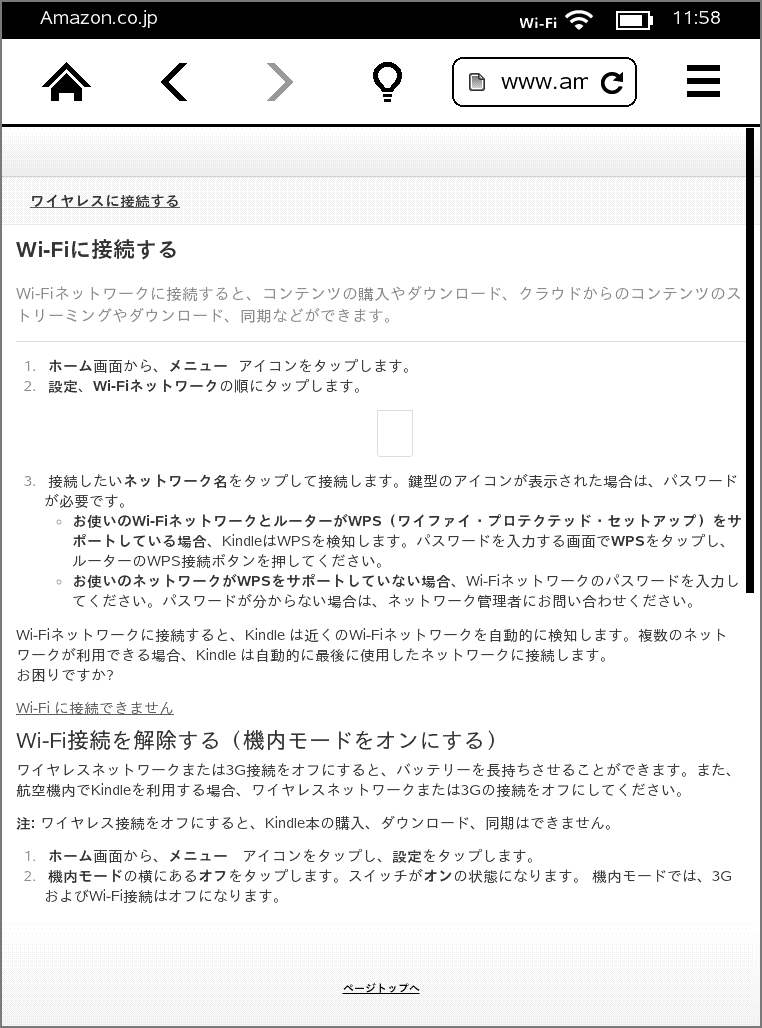 Amazon.co.jp Wi-Fi 11:58
www.am
ワイヤレスに接続する
Wi-Fiに接続する
Wi-Fiネットワークに接続すると、コンテンツの購入やダウンロード、クラウドからのコンテンツのス
トリーミングやダウンロード、同期などができます。
1. ホーム画面から、メニュー アイコンをタップします。
2. 設定、Wi-Fiネットワークの順にタップします。
3. 接続したいネットワーク名をタップして接続します。鍵型のアイコンが表示された場合は、パスワード
が必要です。
お使いのWi-FiネットワークとルーターがWPS（ワイファイ・プロテクテッド・セットアップ）をサ
ポートしている場合、KindleはWPSを検知します。パスワードを入力する画面でWPSをタップし、
ルーターのWPS接続ボタンを押してください。
お使いのネットワークがWPSをサポートしていない場合、Wi-Fiネットワークのパスワードを入力し
てください。パスワードが分からない場合は、ネットワーク管理者にお問い合わせください。
Wi-Fiネットワークに接続すると、Kindle は近くのWi-Fiネットワークを自動的に検知します。複数のネット
ワークが利用できる場合、Kindle は自動的に最後に使用したネットワークに接続します。
お困りですか?
Wi-Fi に接続できません
Wi-Fi接続を解除する（機内モードをオンにする）
ワイヤレスネットワークまたは3G接続をオフにすると、バッテリーを長持ちさせることができます。また、
航空機内でKindleを利用する場合、ワイヤレスネットワークまたは3Gの接続をオフにしてください。
注: ワイヤレス接続をオフにすると、Kindle本の購入、ダウンロード、同期はできません。
1. ホーム画面から、メニュー アイコンをタップし、設定をタップします。
2. 機内モードの横にあるオフをタップします。スイッチがオンの状態になります。 機内モードでは、3G
およびWi-Fi接続はオフになります。
ページトップへ